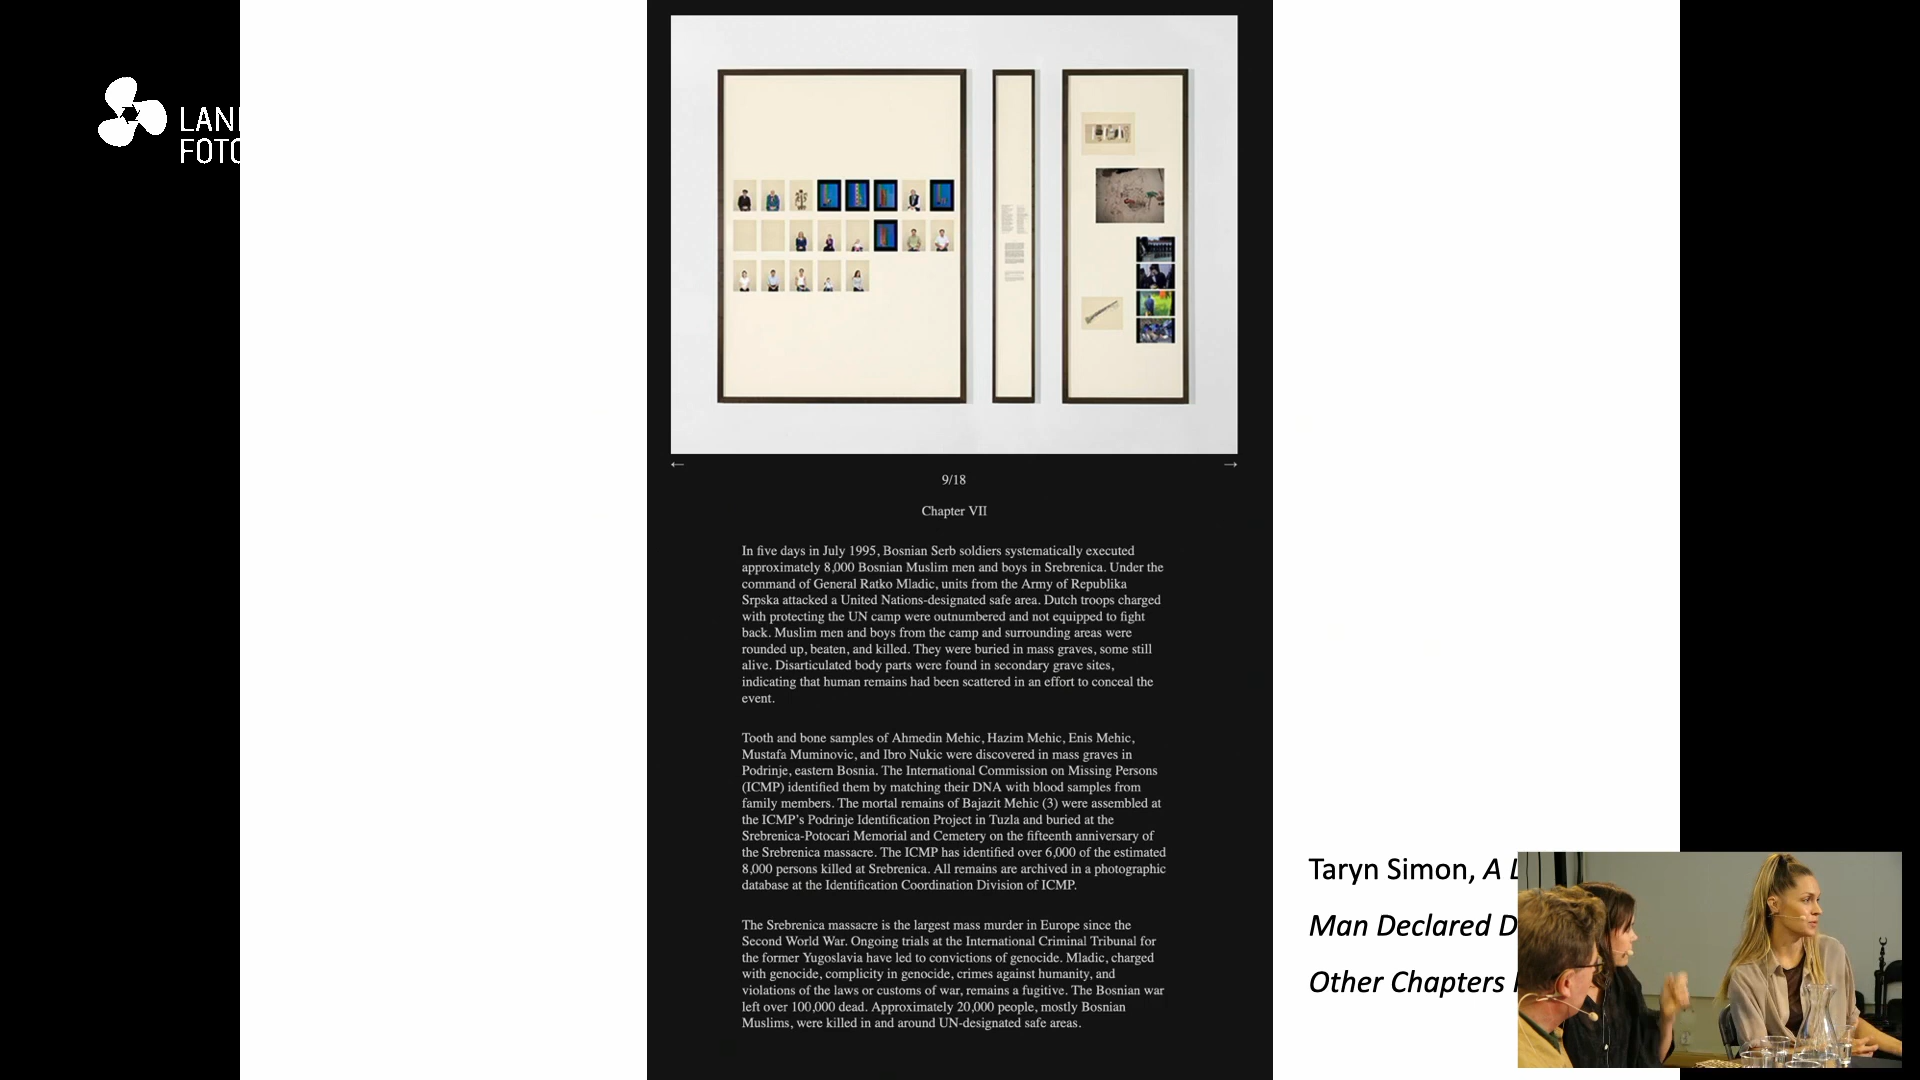 LAN
FOTO
←
→
9/18
Chapter VII
In five days in July 1995, Bosnian Serb soldiers systematically executed
approximately 8,000 Bosnian Muslim men and boys in Srebrenica. Under the
command of General Ratko Mladic, units from the Army of Republika
Srpska attacked a United Nations-designated safe area. Dutch troops charged
with protecting the UN camp were outnumbered and not equipped to fight
back. Muslim men and boys from the camp and surrounding areas were
rounded up, beaten, and killed. They were buried in mass graves, some still
alive. Disarticulated body parts were found in secondary grave sites,
indicating that human remains had been scattered in an effort to conceal the
event.
Tooth and bone samples of Ahmedin Mehic, Hazim Mehic, Enis Mehic,
Mustafa Muminovic, and Ibro Nukic were discovered in mass graves in
Podrinje, eastern Bosnia. The International Commission on Missing Persons
(ICMP) identified them by matching their DNA with blood samples from
family members. The mortal remains of Bajazit Mehic (3) were assembled at
the ICMP's Podrinje Identification Project in Tuzla and buried at the
Srebrenica-Potocari Memorial and Cemetery on the fifteenth anniversary of
the Srebrenica massacre. The ICMP has identified over 6,000 of the estimated
8,000 persons killed at Srebrenica. All remains are archived in a photographic
database at the Identification Coordination Division of ICMP.
The Srebrenica massacre is the largest mass murder in Europe since the
Second World War. Ongoing trials at the International Criminal Tribunal for
the former Yugoslavia have led to convictions of genocide. Mladic, charged
with genocide, complicity in genocide, crimes against humanity, and
violations of the laws or customs of war, remains a fugitive. The Bosnian war
left over 100,000 dead. Approximately 20,000 people, mostly Bosnian
Muslims, were killed in and around UN-designated safe areas.
Taryn Simon, A L
Man Declared D
Other Chapters